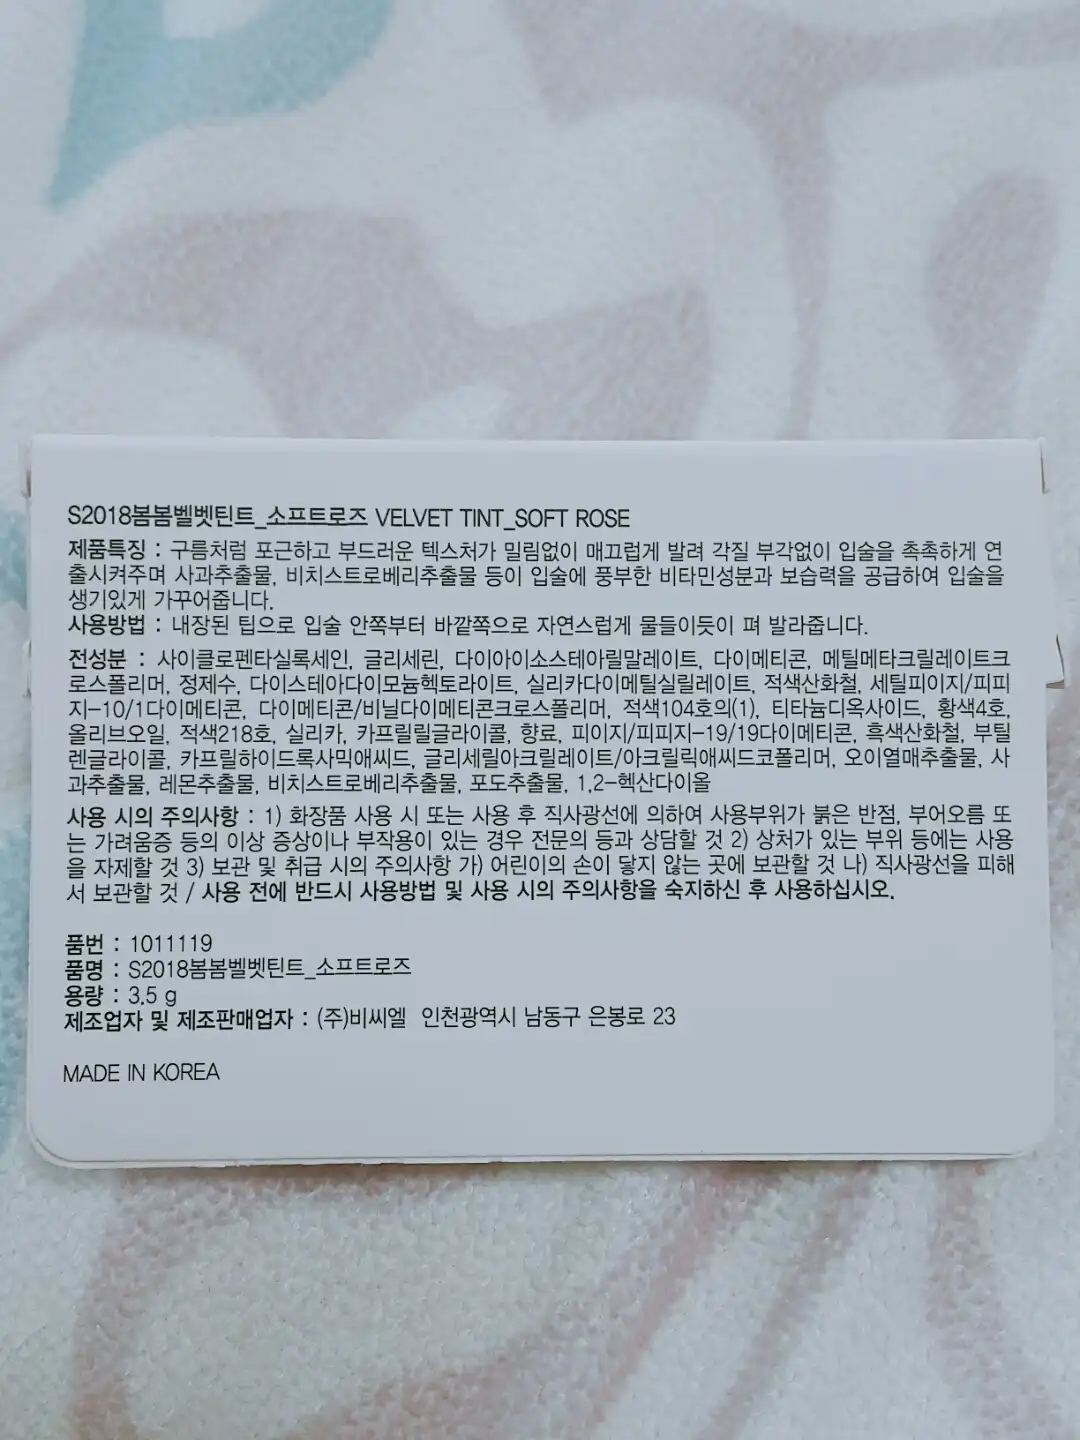 S2018봄봄벨벳틴트_소프트로즈 VELVET TINT_SOFT ROSE
제품특징 : 구름처럼 포근하고 부드러운 텍스처가 밀림없이 매끄럽게 발려 각질 부각없이 입술을 촉촉하게 연
출시켜주며 사과추출물, 비치스트로베리추출물 등이 입술에 풍부한 비타민성분과 보습력을 공급하여 입술을
생기있게 가꾸어줍니다.
사용방법 : 내장된 팁으로 입술 안쪽부터 바깥쪽으로 자연스럽게 물들이듯이 펴 발라줍니다.
전성분 : 사이클로펜타실록세인, 글리세린, 다이아이소스테아릴말레이트, 다이메티콘, 메틸메타크릴레이트크
로스폴리머, 정제수, 다이스테아다이모늄헥토라이트, 실리카다이메틸실릴레이트, 적색산화철, 세틸피이지/피피
지-10/1다이메티콘, 다이메티콘/비닐다이메티콘크로스폴리머, 적색104호의(1), 티타늄디옥사이드, 황색4호,
올리브오일, 적색218호, 실리카, 카프릴릴글라이콜, 향료, 피이지/피피지-19/19다이메티콘, 흑색산화철, 부틸
렌글라이콜, 카프릴하이드록사믹애씨드, 글리세릴아크릴레이트/아크릴릭애씨드코폴리머, 오이열매추출물, 사
과추출물, 레몬추출물, 비치스트로베리추출물, 포도추출물, 1,2-헥산다이올
사용 시의 주의사항 : 1) 화장품 사용 시 또는 사용 후 직사광선에 의하여 사용부위가 붉은 반점, 부어오름 또
는 가려움증 등의 이상 증상이나 부작용이 있는 경우 전문의 등과 상담할 것 2) 상처가 있는 부위 등에는 사용
을 자제할 것 3) 보관 및 취급 시의 주의사항 가) 어린이의 손이 닿지 않는 곳에 보관할 것 나) 직사광선을 피해
서 보관할 것 / 사용 전에 반드시 사용방법 및 사용 시의 주의사항을 숙지하신 후 사용하십시오.
품번 : 1011119
품명 : S2018봄봄벨벳틴트_소프트로즈
용량 : 3.5 g
제조업자 및 제조판매업자 : (주)비씨엘 인천광역시 남동구 은봉로 23
MADE IN KOREA